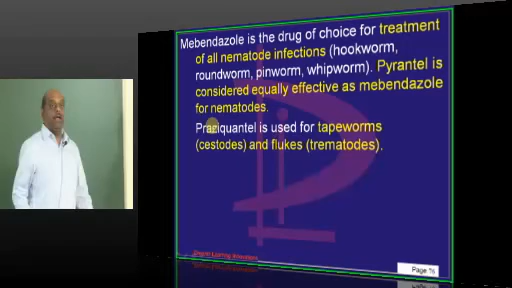 Mebendazole is the drug of choice for treatment
of all nematode infections (hookworm,
roundworm, pinworm, whipworm). Pyrantel is
considered equally effective as mebendazole
for nematodes.
Praziquantel is used for tapeworms
(cestodes) and flukes (trematodes).
Page